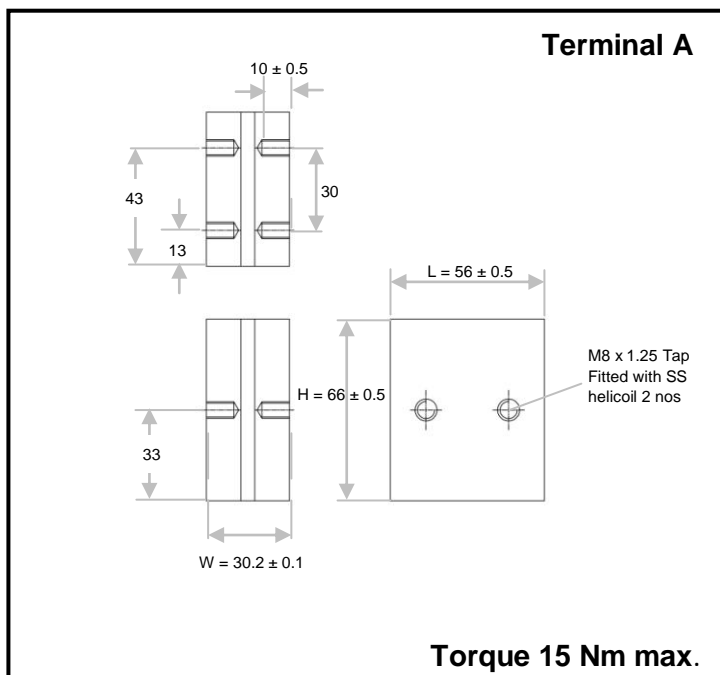 Terminal A
10 ± 0.5
43
30
13
L = 56 ± 0.5
M8 x 1.25 Tap
Fitted with SS
helicoil 2 nos
H = 66 ± 0.5
33
W = 30.2 ± 0.1
Torque 15 Nm max.